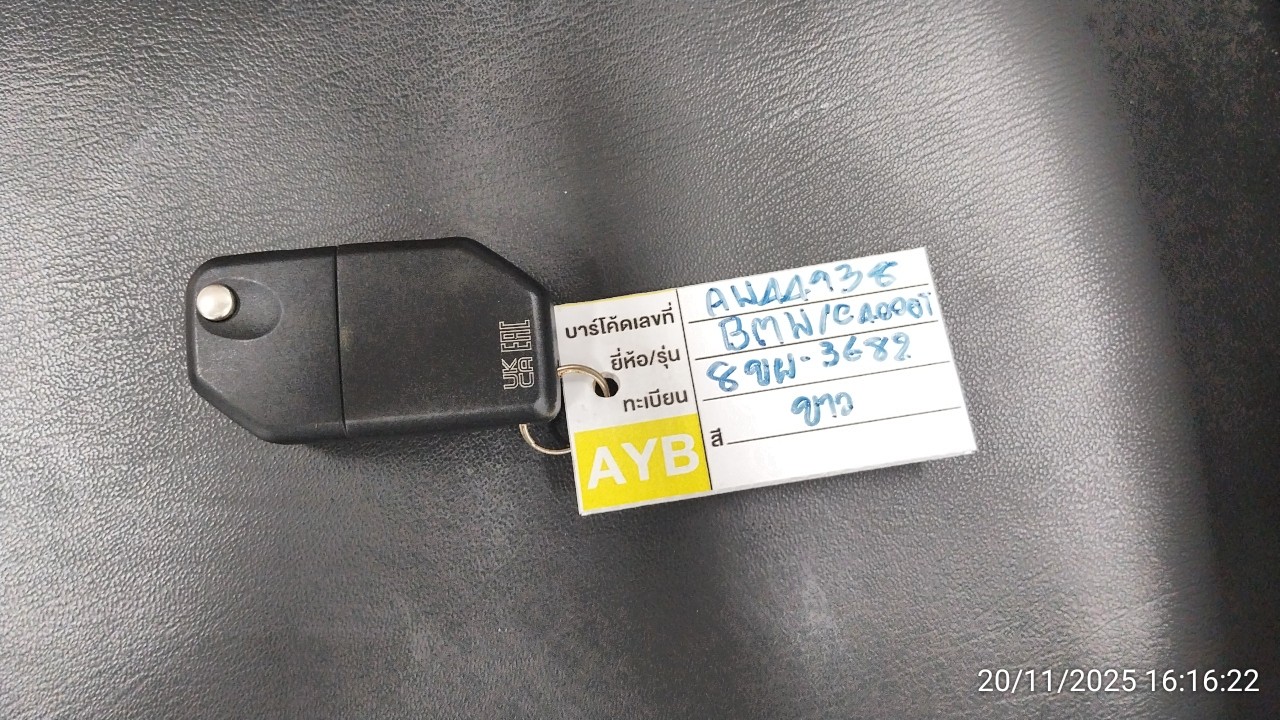 UK
CA
EAC
บาร์โค้ดเลขที่ AWAA938
ยี่ห้อ/รุ่น BMW/
ทะเบียน 8ขผ-3682
สี ขาว
AYB
20/11/2025 16:16:22